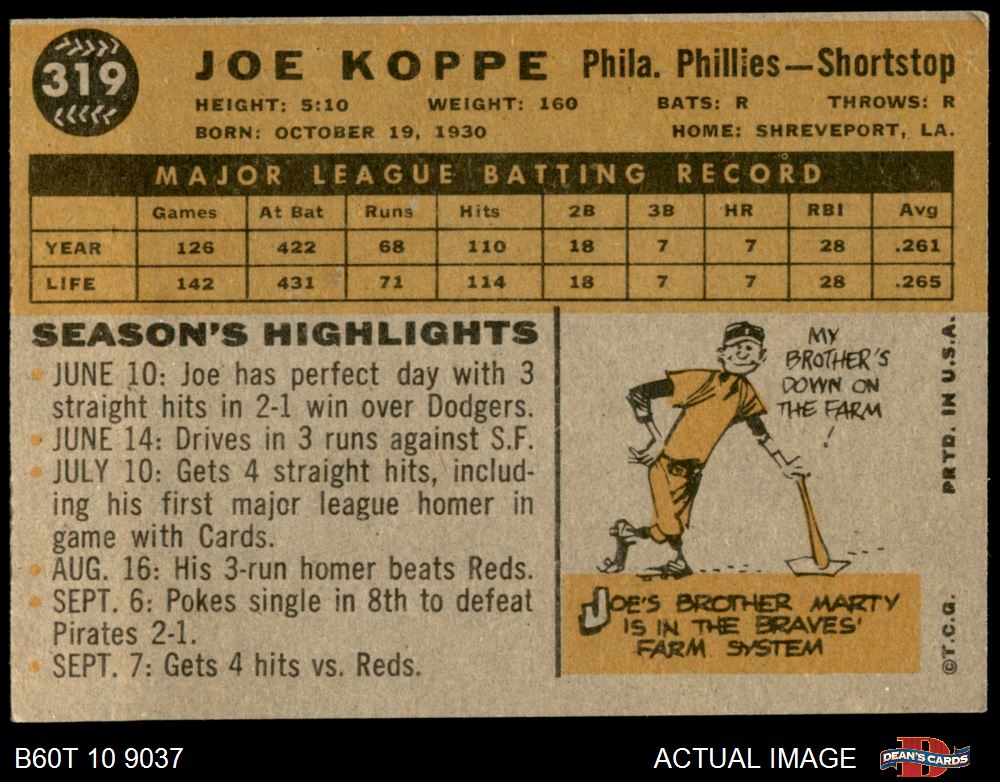 319
JOE KOPPE Phila. Phillies—Shortstop
HEIGHT: 5:10 WEIGHT: 160 BATS: R THROWS: R
BORN: OCTOBER 19, 1930 HOME: SHREVEPORT, LA.
MAJOR LEAGUE BATTING RECORD
Games At Bat Runs Hits 2B 3B HR RBI Avg
YEAR 126 422 68 110 18 7 7 28 .261
LIFE 142 431 71 114 18 7 7 28 .265
SEASON'S HIGHLIGHTS
• JUNE 10: Joe has perfect day with 3
straight hits in 2-1 win over Dodgers.
• JUNE 14: Drives in 3 runs against S.F.
• JULY 10: Gets 4 straight hits, includ-
ing his first major league homer in
game with Cards.
• AUG. 16: His 3-run homer beats Reds.
• SEPT. 6: Pokes single in 8th to defeat
Pirates 2-1.
• SEPT. 7: Gets 4 hits vs. Reds.
MY
BROTHER'S
DOWN ON
THE FARM
JOE'S BROTHER MARTY
IS IN THE BRAVES'
FARM SYSTEM
PRTD. IN U.S.A.
©T.C.G.
B60T 10 9037
ACTUAL IMAGE
DEAN'S CARDS